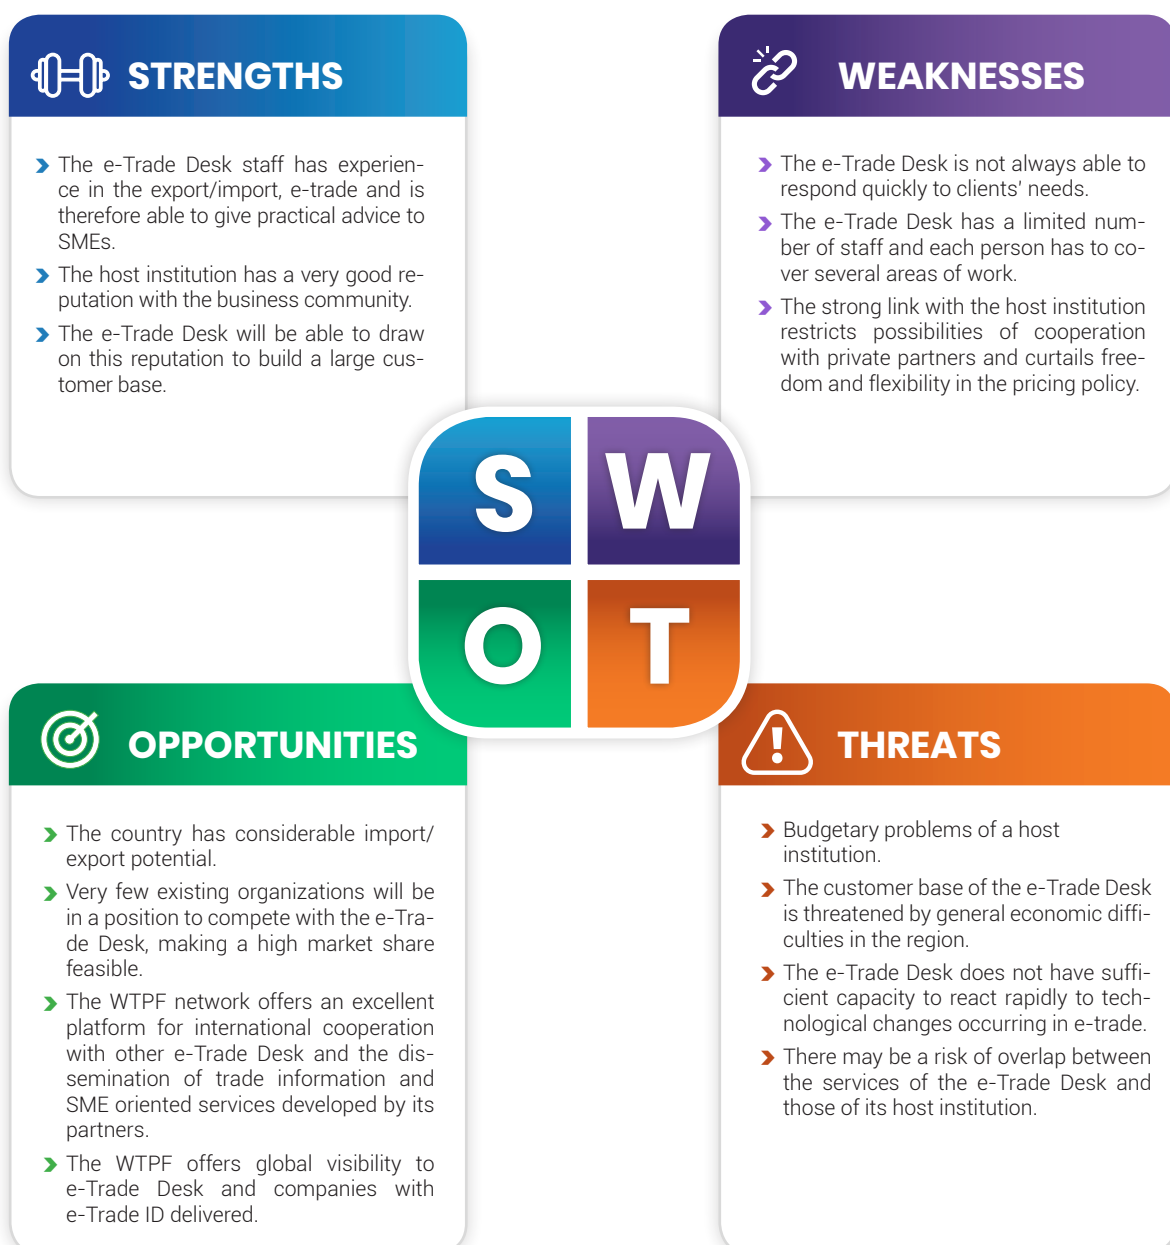 STRENGTHS
The e-Trade Desk staff has experien-
ce in the export/import, e-trade and is
therefore able to give practical advice to
SMEs.
The host institution has a very good re-
putation with the business community.
The e-Trade Desk will be able to draw
on this reputation to build a large cus-
tomer base.
WEAKNESSES
The e-Trade Desk is not always able to
respond quickly to clients' needs.
The e-Trade Desk has a limited num-
ber of staff and each person has to co-
ver several areas of work.
The strong link with the host institution
restricts possibilities of cooperation
with private partners and curtails free-
dom and flexibility in the pricing policy.
S W
O T
OPPORTUNITIES
The country has considerable import/
export potential.
Very few existing organizations will be
in a position to compete with the e-Tra-
de Desk, making a high market share
feasible.
The WTPF network offers an excellent
platform for international cooperation
with other e-Trade Desk and the dis-
semination of trade information and
SME oriented services developed by its
partners.
The WTPF offers global visibility to
e-Trade Desk and companies with
e-Trade ID delivered.
THREATS
Budgetary problems of a host
institution.
The customer base of the e-Trade Desk
is threatened by general economic diffi-
culties in the region.
The e-Trade Desk does not have suffi-
cient capacity to react rapidly to tech-
nological changes occurring in e-trade.
There may be a risk of overlap between
the services of the e-Trade Desk and
those of its host institution.